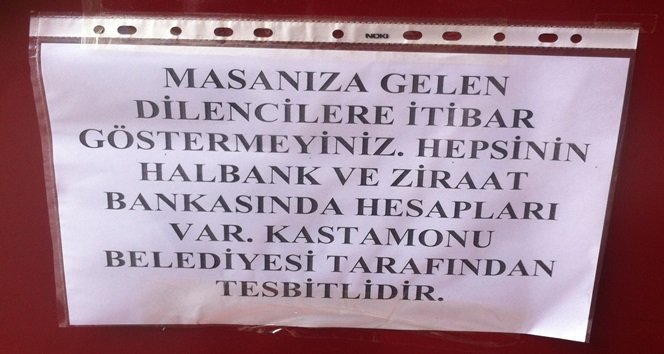 NOKI
MASANIZA GELEN
DİLENCİLERE İTİBAR
GÖSTERMEYİNİZ. HEPSİNİN
HALBANK VE ZİRAAT
BANKASINDA HESAPLARI
VAR. KASTAMONU
BELEDİYESİ TARAFINDAN
TESBİTLİDİR.